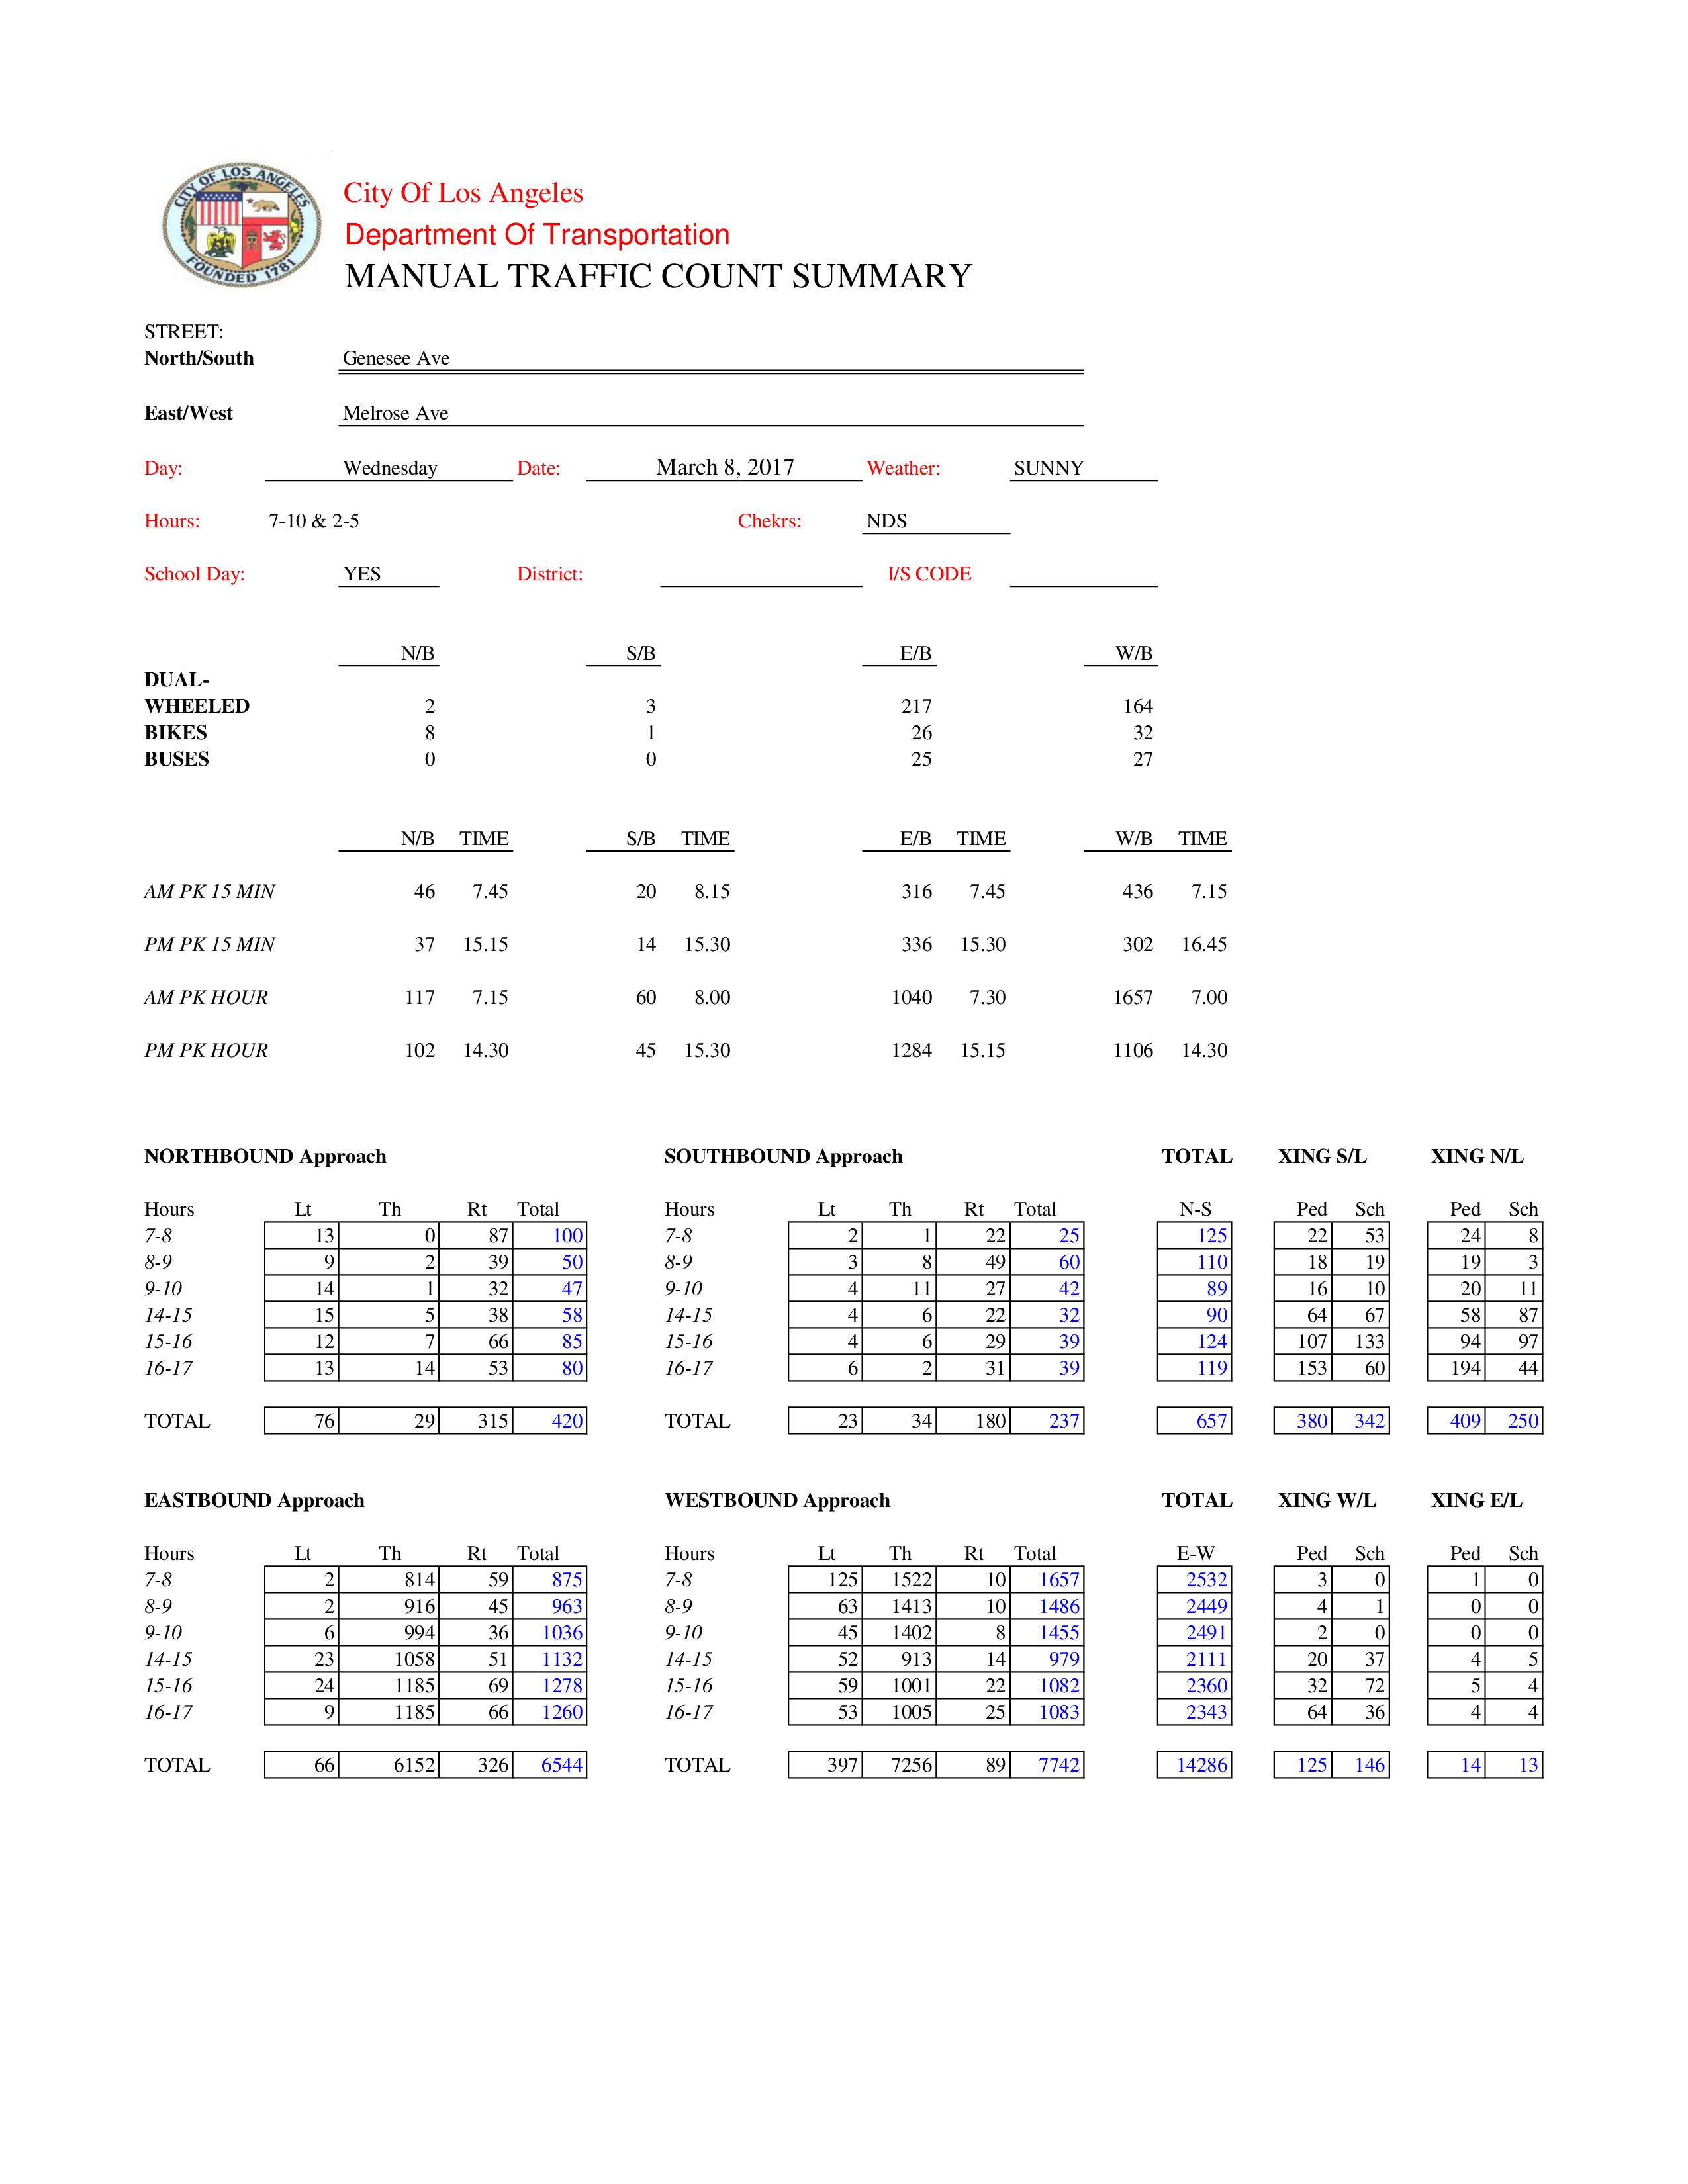 CITY OF LOS ANGELES
FOUNDED 1781
City Of Los Angeles
Department Of Transportation
MANUAL TRAFFIC COUNT SUMMARY
STREET:
North/South Genesee Ave
East/West Melrose Ave
Day: Wednesday Date: March 8, 2017 Weather: SUNNY
Hours: 7-10 & 2-5 Chekrs: NDS
School Day: YES District: I/S CODE
N/B S/B E/B W/B
DUAL-
WHEELED 2 3 217 164
BIKES 8 1 26 32
BUSES 0 0 25 27
N/B TIME S/B TIME E/B TIME W/B TIME
AM PK 15 MIN 46 7.45 20 8.15 316 7.45 436 7.15
PM PK 15 MIN 37 15.15 14 15.30 336 15.30 302 16.45
AM PK HOUR 117 7.15 60 8.00 1040 7.30 1657 7.00
PM PK HOUR 102 14.30 45 15.30 1284 15.15 1106 14.30
NORTHBOUND Approach SOUTHBOUND Approach TOTAL XING S/L XING N/L
Hours Lt Th Rt Total Hours Lt Th Rt Total N-S Ped Sch Ped Sch
7-8 13 0 87 100 7-8 2 1 22 25 125 22 53 24 8
8-9 9 2 39 50 8-9 3 8 49 60 110 18 19 19 3
9-10 14 1 32 47 9-10 4 11 27 42 89 16 10 20 11
14-15 15 5 38 58 14-15 4 6 22 32 90 64 67 58 87
15-16 12 7 66 85 15-16 4 6 29 39 124 107 133 94 97
16-17 13 14 53 80 16-17 6 2 31 39 119 153 60 194 44
TOTAL 76 29 315 420 TOTAL 23 34 180 237 657 380 342 409 250
EASTBOUND Approach WESTBOUND Approach TOTAL XING W/L XING E/L
Hours Lt Th Rt Total Hours Lt Th Rt Total E-W Ped Sch Ped Sch
7-8 2 814 59 875 7-8 125 1522 10 1657 2532 3 0 1 0
8-9 2 916 45 963 8-9 63 1413 10 1486 2449 4 1 0 0
9-10 6 994 36 1036 9-10 45 1402 8 1455 2491 2 0 0 0
14-15 23 1058 51 1132 14-15 52 913 14 979 2111 20 37 4 5
15-16 24 1185 69 1278 15-16 59 1001 22 1082 2360 32 72 5 4
16-17 9 1185 66 1260 16-17 53 1005 25 1083 2343 64 36 4 4
TOTAL 66 6152 326 6544 TOTAL 397 7256 89 7742 14286 125 146 14 13